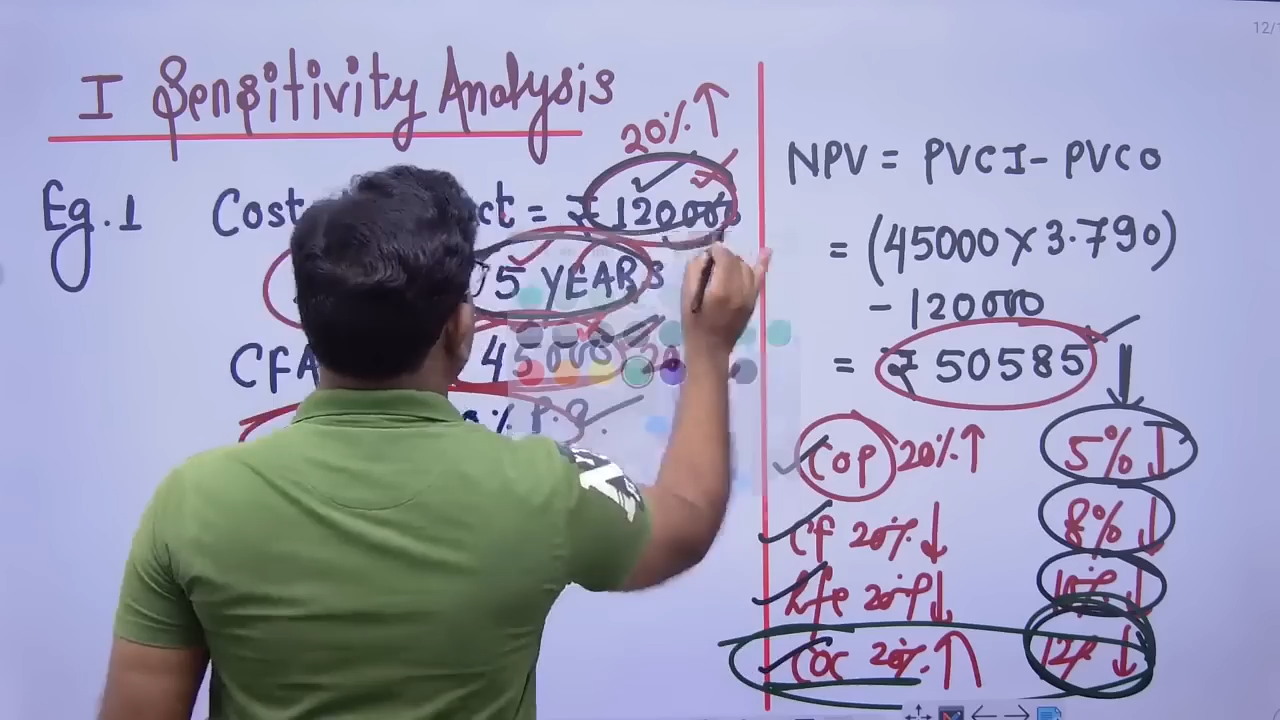 I Sensitivity Analysis
20% ↑
Eg.1 Cost ct = ₹ 120000
5 YEARS
CFA 45000
% P.a.
NPV = PVCI - PVCO
= (45000 × 3.790)
- 120000
= ₹ 50585
COP 20% ↑ 5% ↓
Cf 20% ↓ 8% ↓
life 20% ↓ 10% ↓
COC 20% ↑ 12% ↓
12/